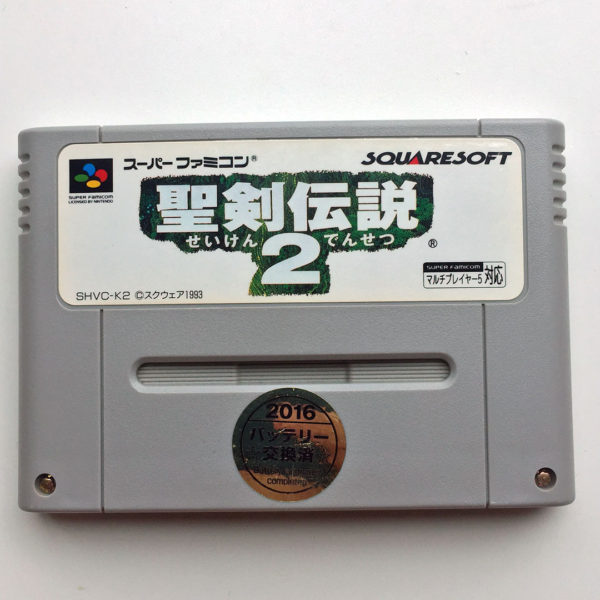 スーパーファミコン®
SQUARESOFT
SUPER FAMICOM
LICENSED BY NINTENDO
聖剣伝説
せいけん でんせつ
2
®
SUPER FAMICOM
マルチプレイヤー5 対応
SHVC-K2 ©スクウェア1993
2016
バッテリー
交換済
completed